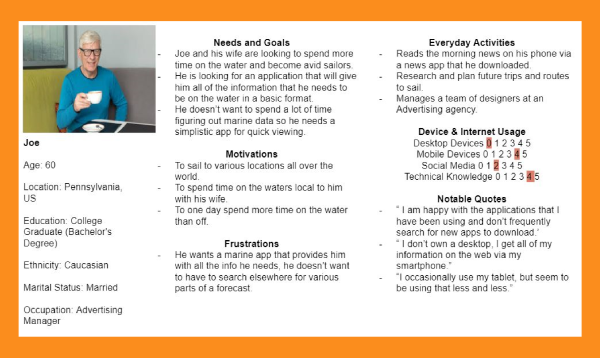 Joe
Age: 60
Location: Pennsylvania,
US
Education: College
Graduate (Bachelor's
Degree)
Ethnicity: Caucasian
Marital Status: Married
Occupation: Advertising
Manager
Needs and Goals
- Joe and his wife are looking to spend more
time on the water and become avid sailors.
- He is looking for an application that will give
him all of the information that he needs to
be on the water in a basic format.
- He doesn't want to spend a lot of time
figuring out marine data so he needs a
simplistic app for quick viewing.
Motivations
- To sail to various locations all over the
world.
- To spend time on the waters local to him
with his wife.
- To one day spend more time on the water
than off.
Frustrations
- He wants a marine app that provides him
with all the info he needs, he doesn't want
to have to search elsewhere for various
parts of a forecast
Everyday Activities
- Reads the morning news on his phone via
a news app that he downloaded.
- Research and plan future trips and routes
to sail.
- Manages a team of designers at an
Advertising agency.
Device & Internet Usage
Desktop Devices 0 1 2 3 4 5
Mobile Devices 0 1 2 3 4 5
Social Media 0 1 2 3 4 5
Technical Knowledge 0 1 2 3 4 5
Notable Quotes
- " I am happy with the applications that I
have been using and don't frequently
search for new apps to download.'
- " I don't own a desktop, I get all of my
information on the web via my
smartphone."
- "I occasionally use my tablet, but seem to
be using that less and less."